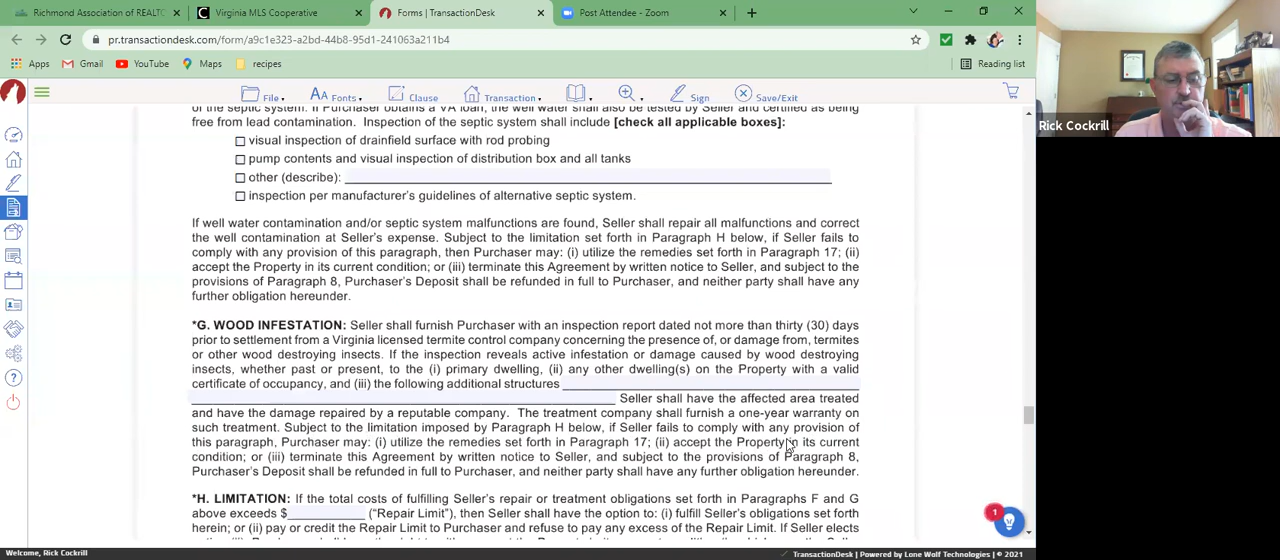 Richmond Association of REALTO
Virginia MLS Cooperative
Forms | TransactionDesk
Post Attendee - Zoom
pr.transactiondesk.com/form/a9c1e323-a2bd-44b8-95d1-241063a211b4
Apps
Gmail
YouTube
Maps
recipes
Reading list
File
Fonts
Clause
Transaction
Sign
Save/Exit
of the septic system. If Purchaser obtains a VA loan, the well water shall also be tested by Seller and certified as being
free from lead contamination. Inspection of the septic system shall include [check all applicable boxes]:
visual inspection of drainfield surface with rod probing
pump contents and visual inspection of distribution box and all tanks
other (describe):
inspection per manufacturer's guidelines of alternative septic system.
If well water contamination and/or septic system malfunctions are found, Seller shall repair all malfunctions and correct
the well contamination at Seller's expense. Subject to the limitation set forth in Paragraph H below, if Seller fails to
comply with any provision of this paragraph, then Purchaser may: (i) utilize the remedies set forth in Paragraph 17; (ii)
accept the Property in its current condition; or (iii) terminate this Agreement by written notice to Seller, and subject to the
provisions of Paragraph 8, Purchaser's Deposit shall be refunded in full to Purchaser, and neither party shall have any
further obligation hereunder.
*G. WOOD INFESTATION: Seller shall furnish Purchaser with an inspection report dated not more than thirty (30) days
prior to settlement from a Virginia licensed termite control company concerning the presence of, or damage from, termites
or other wood destroying insects. If the inspection reveals active infestation or damage caused by wood destroying
insects, whether past or present, to the (i) primary dwelling, (ii) any other dwelling(s) on the Property with a valid
certificate of occupancy, and (iii) the following additional structures
Seller shall have the affected area treated
and have the damage repaired by a reputable company. The treatment company shall furnish a one-year warranty on
such treatment. Subject to the limitation imposed by Paragraph H below, if Seller fails to comply with any provision of
this paragraph, Purchaser may: (i) utilize the remedies set forth in Paragraph 17; (ii) accept the Property in its current
condition; or (iii) terminate this Agreement by written notice to Seller, and subject to the provisions of Paragraph 8,
Purchaser's Deposit shall be refunded in full to Purchaser, and neither party shall have any further obligation hereunder.
*H. LIMITATION: If the total costs of fulfilling Seller's repair or treatment obligations set forth in Paragraphs F and G
above exceeds $ ("Repair Limit"), then Seller shall have the option to: (i) fulfill Seller's obligations set forth
herein; or (ii) pay or credit the Repair Limit to Purchaser and refuse to pay any excess of the Repair Limit. If Seller elects
1
Welcome, Rick Cockrill
TransactionDesk | Powered by Lone Wolf Technologies | © 2021
Rick Cockrill